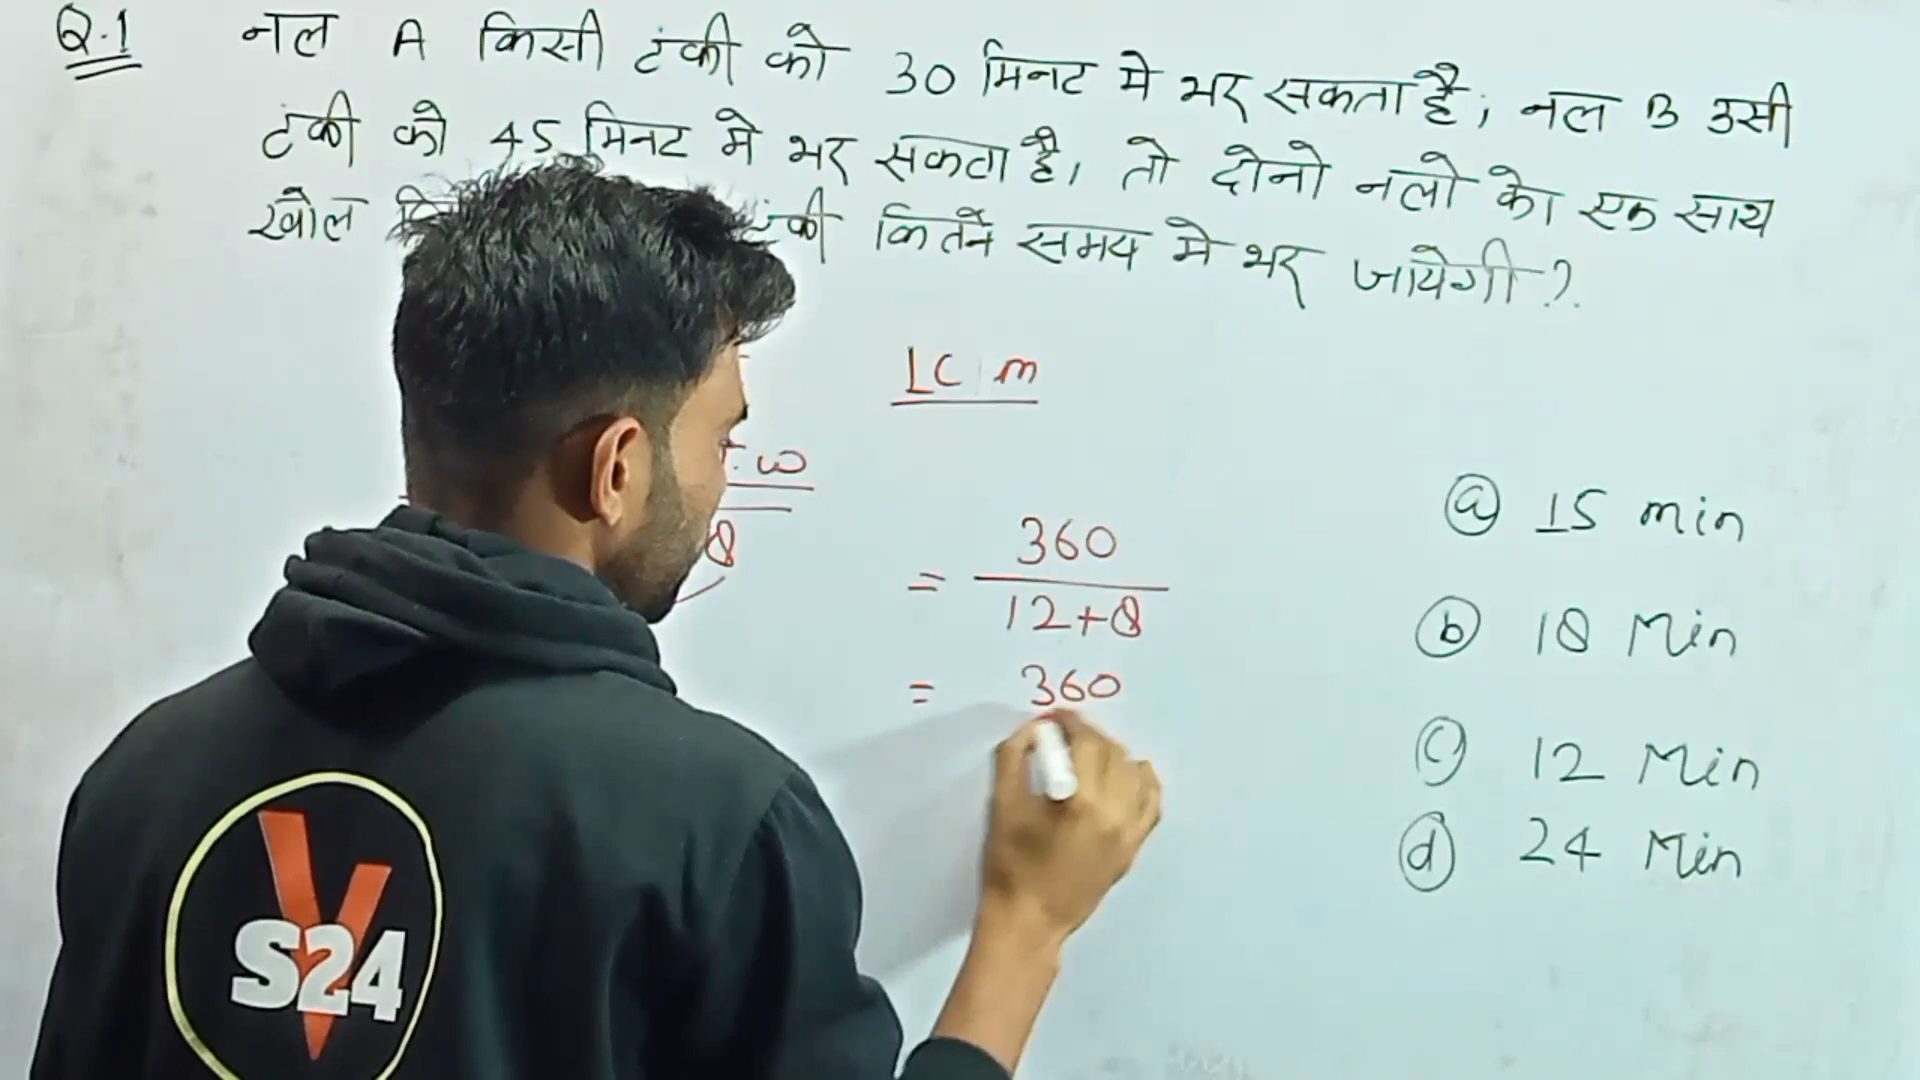 Q.1 नल A किसी टंकी को 30 मिनट मे भर सकता है, नल B उसी
टंकी को 45 मिनट मे भर सकता है। तो दोनो नलो को एक साथ
खोल टंकी कितने समय मे भर जायेगी?
LCM
T.W
8
= 360
12+8
= 360
(a) 15 min
(b) 18 Min
(c) 12 Min
(d) 24 Min
V
S24